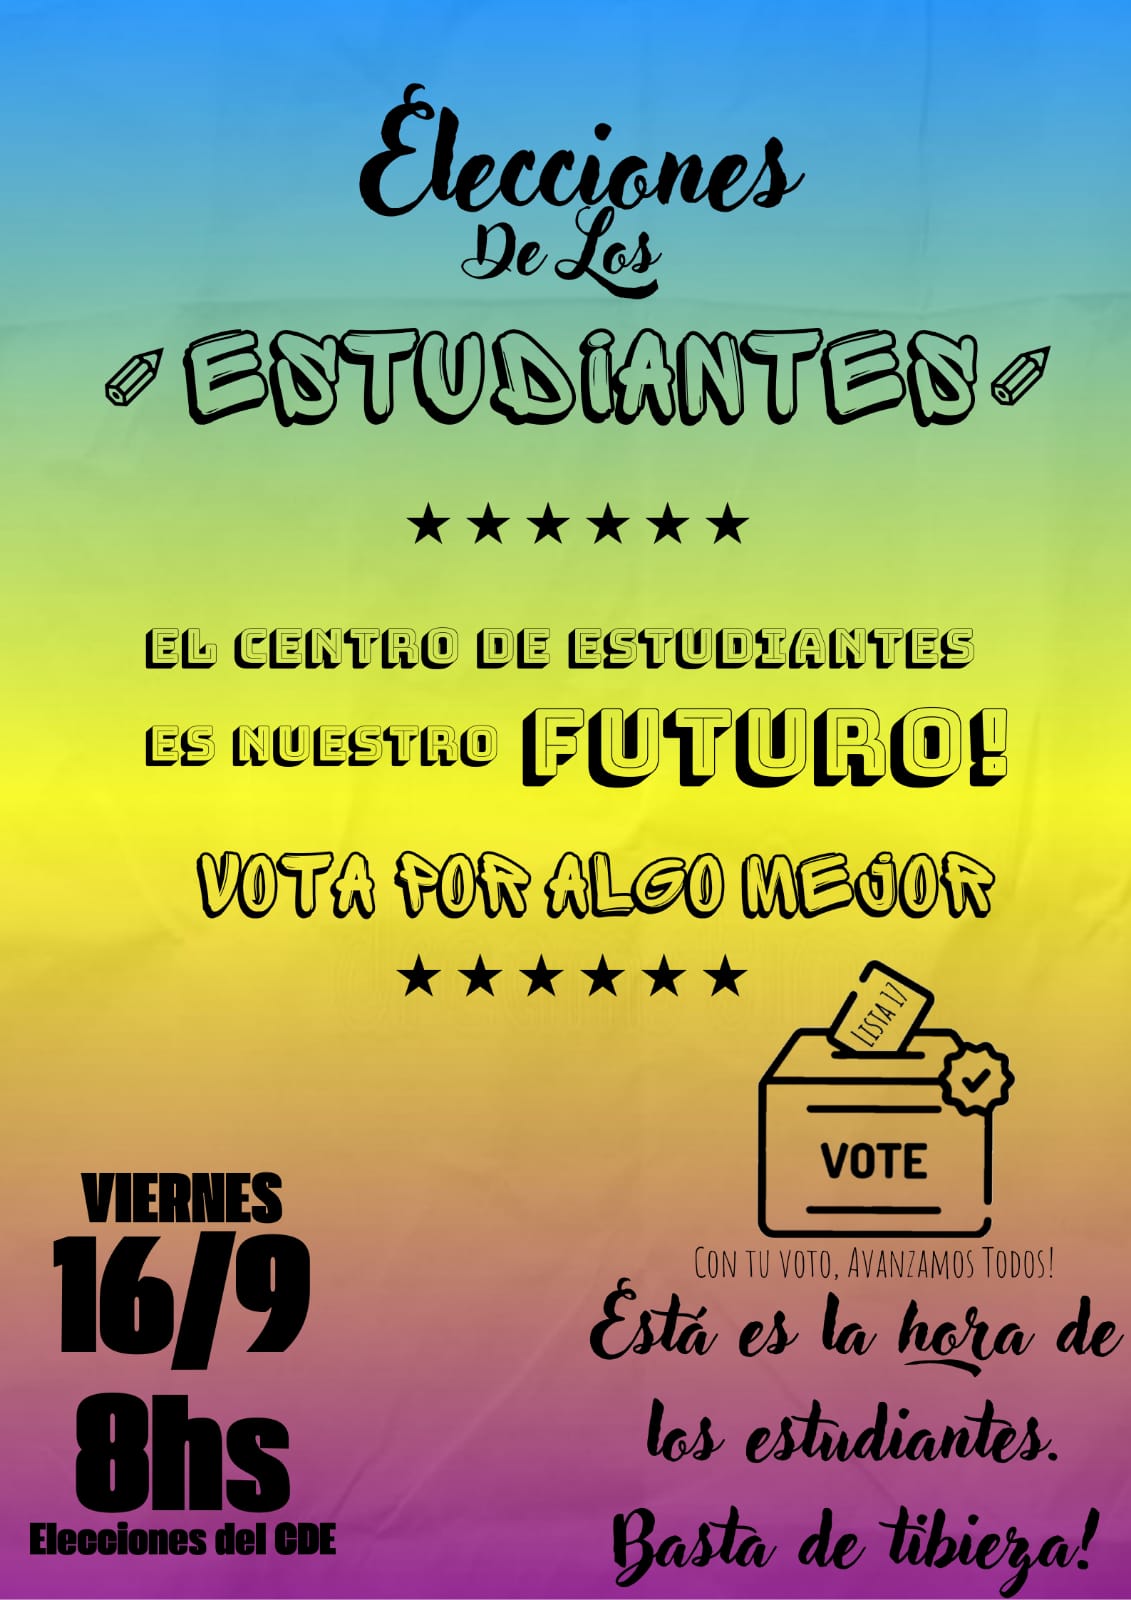 Elecciones
De Los
ESTUDiANTES
EL CENTRO DE ESTUDIANTES
ES NUESTRO FUTURO!
VOTA POR ALGO MEJOR
LISTA 17
VOTE
CON TU VOTO, AVANZAMOS TODOS!
VIERNES
16/9
8hs
Elecciones del CDE
Está es la hora de
los estudiantes.
Basta de tibieza!